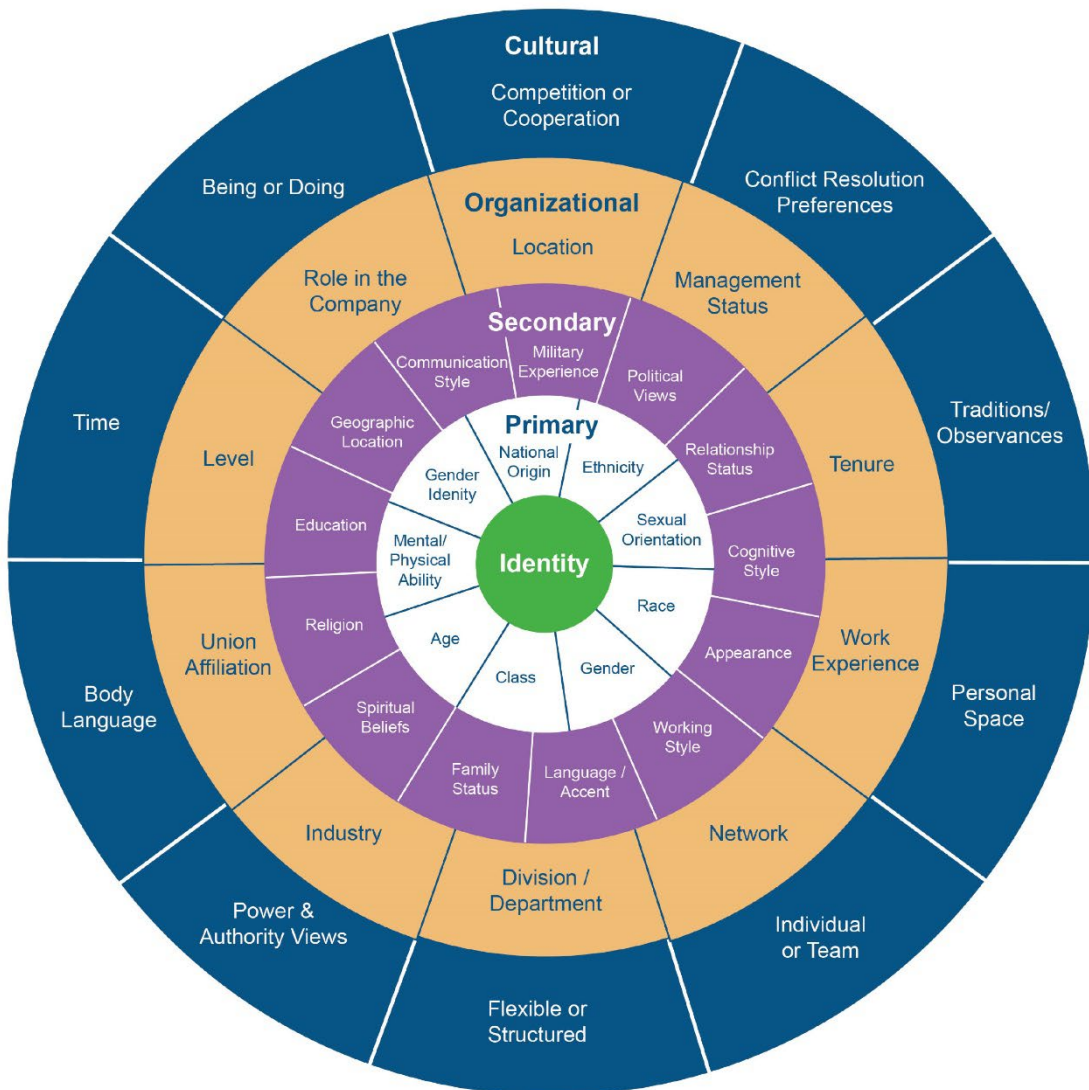 Cultural
Competition or
Cooperation
Conflict Resolution
Preferences
Traditions/
Observances
Personal
Space
Individual
or Team
Flexible or
Structured
Power &
Authority Views
Body
Language
Time
Being or Doing
Organizational
Location
Management
Status
Tenure
Work
Experience
Network
Division /
Department
Industry
Union
Affiliation
Level
Role in the
Company
Secondary
Military
Experience
Political
Views
Relationship
Status
Cognitive
Style
Appearance
Working
Style
Language /
Accent
Family
Status
Spiritual
Beliefs
Religion
Education
Geographic
Location
Communication
Style
Primary
National
Origin
Ethnicity
Sexual
Orientation
Race
Gender
Class
Age
Mental/
Physical
Ability
Gender
Idenity
Identity